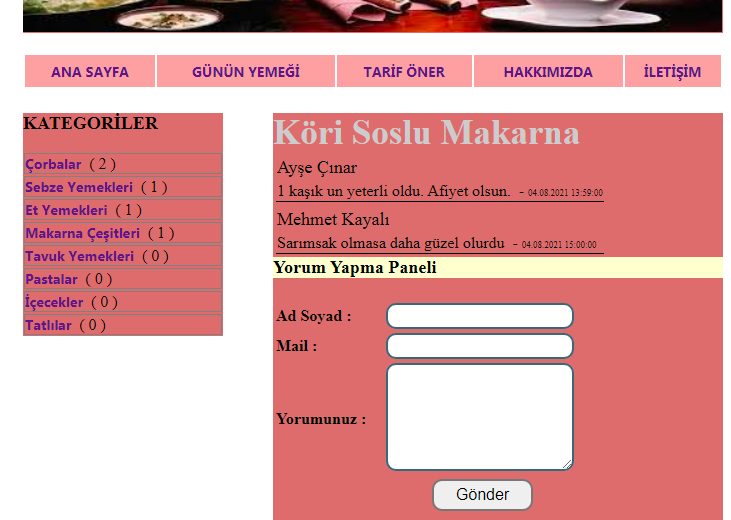 ANA SAYFA GÜNÜN YEMEĞİ TARİF ÖNER HAKKIMIZDA İLETİŞİM
KATEGORİLER
Çorbalar ( 2 )
Sebze Yemekleri ( 1 )
Et Yemekleri ( 1 )
Makarna Çeşitleri ( 1 )
Tavuk Yemekleri ( 0 )
Pastalar ( 0 )
İçecekler ( 0 )
Tatlılar ( 0 )
Köri Soslu Makarna
Ayşe Çınar
1 kaşık un yeterli oldu. Afiyet olsun. - 04.08.2021 13:59:00
Mehmet Kayalı
Sarımsak olmasa daha güzel olurdu - 04.08.2021 15:00:00
Yorum Yapma Paneli
Ad Soyad :
Mail :
Yorumunuz :
Gönder